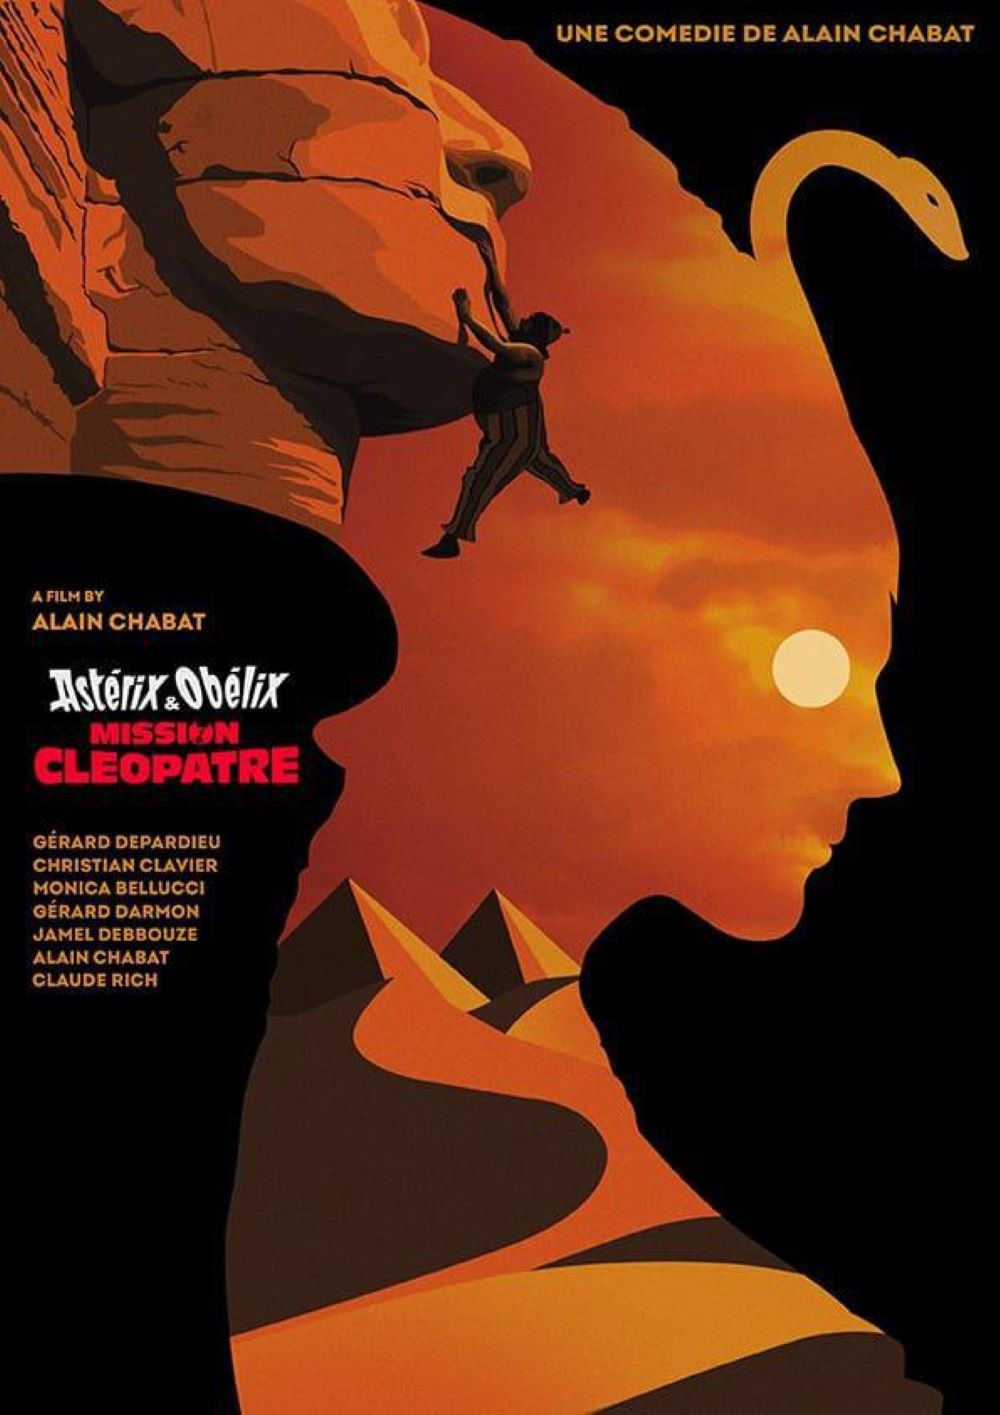 UNE COMEDIE DE ALAIN CHABAT
A FILM BY
ALAIN CHABAT
Astérix & Obélix
MISSION
CLEOPATRE
GÉRARD DEPARDIEU
CHRISTIAN CLAVIER
MONICA BELLUCCI
GÉRARD DARMON
JAMEL DEBBOUZE
ALAIN CHABAT
CLAUDE RICH